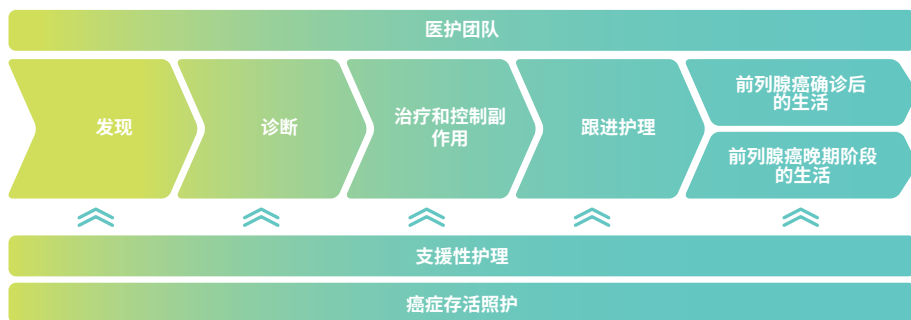 医护团队
发现
诊断
治疗和控制副
作用
跟进护理
前列腺癌确诊后
的生活
前列腺癌晚期阶段
的生活
支援性护理
癌症存活照护